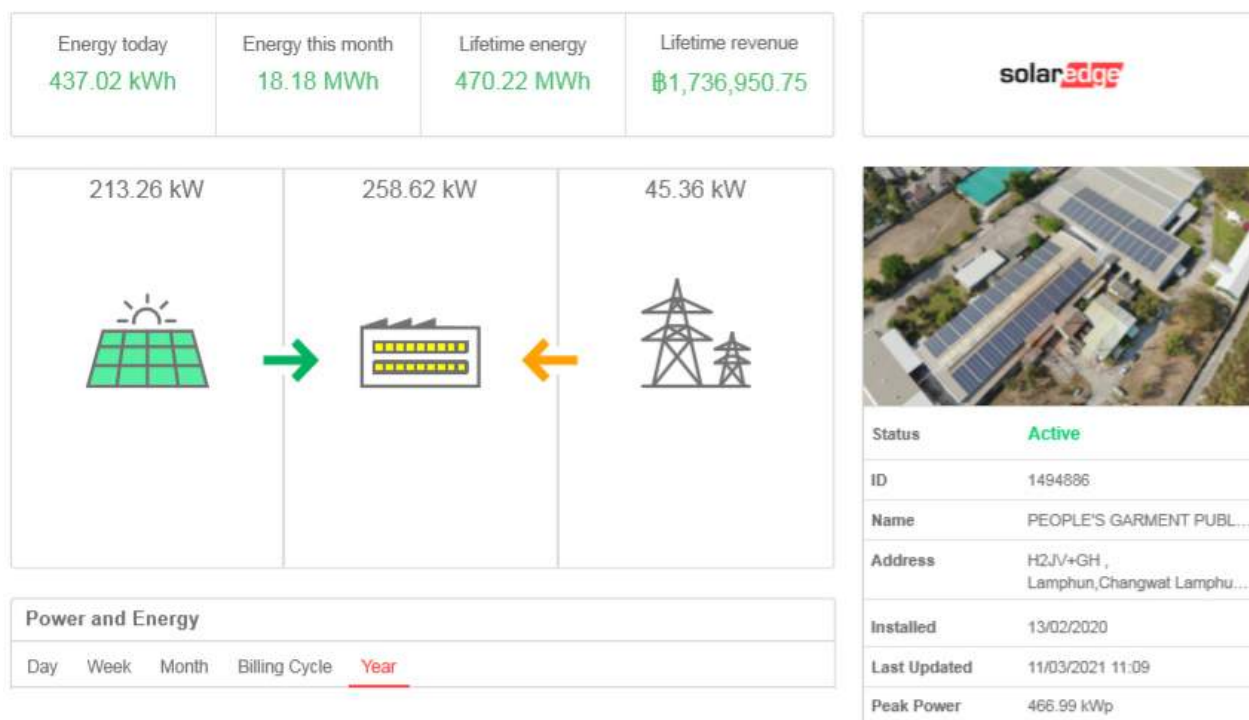 Energy today
437.02 kWh
Energy this month
18.18 MWh
Lifetime energy
470.22 MWh
Lifetime revenue
฿1,736,950.75
solaredge
213.26 kW
258.62 kW
45.36 kW
Status Active
ID 1494886
Name PEOPLE'S GARMENT PUBL...
Address H2JV+GH ,
Lamphun,Changwat Lamphu...
Installed 13/02/2020
Last Updated 11/03/2021 11:09
Peak Power 466.99 kWp
Power and Energy
Day Week Month Billing Cycle Year